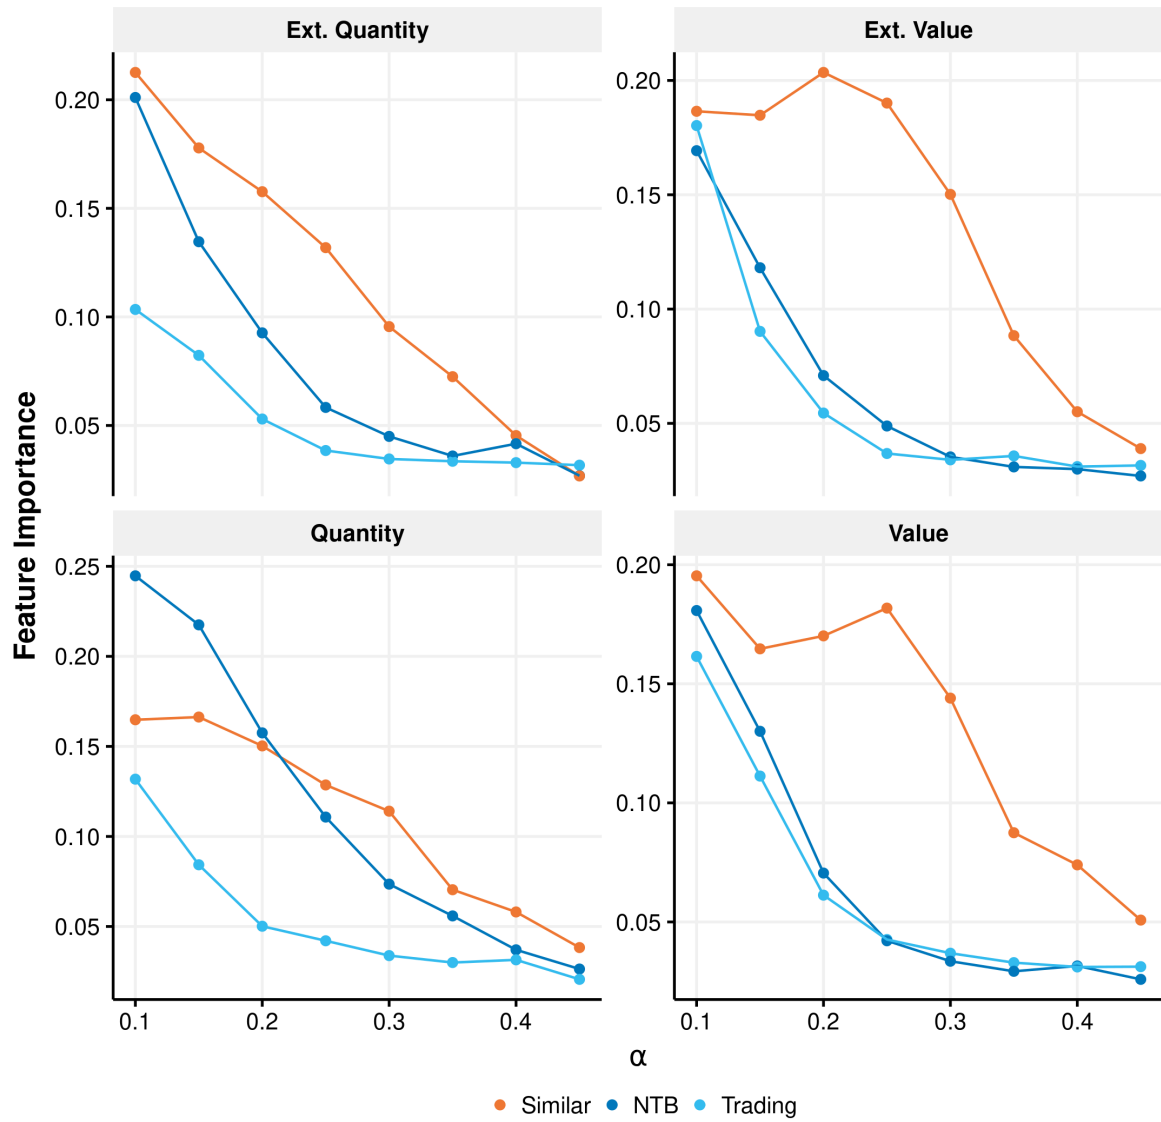 Ext. Quantity
Ext. Value
0.20
0.15
0.10
0.05
0.20
0.15
0.10
0.05
Feature Importance
Quantity
Value
0.25
0.20
0.15
0.10
0.05
0.20
0.15
0.10
0.05
0.1 0.2 0.3 0.4
0.1 0.2 0.3 0.4
α
Similar NTB Trading